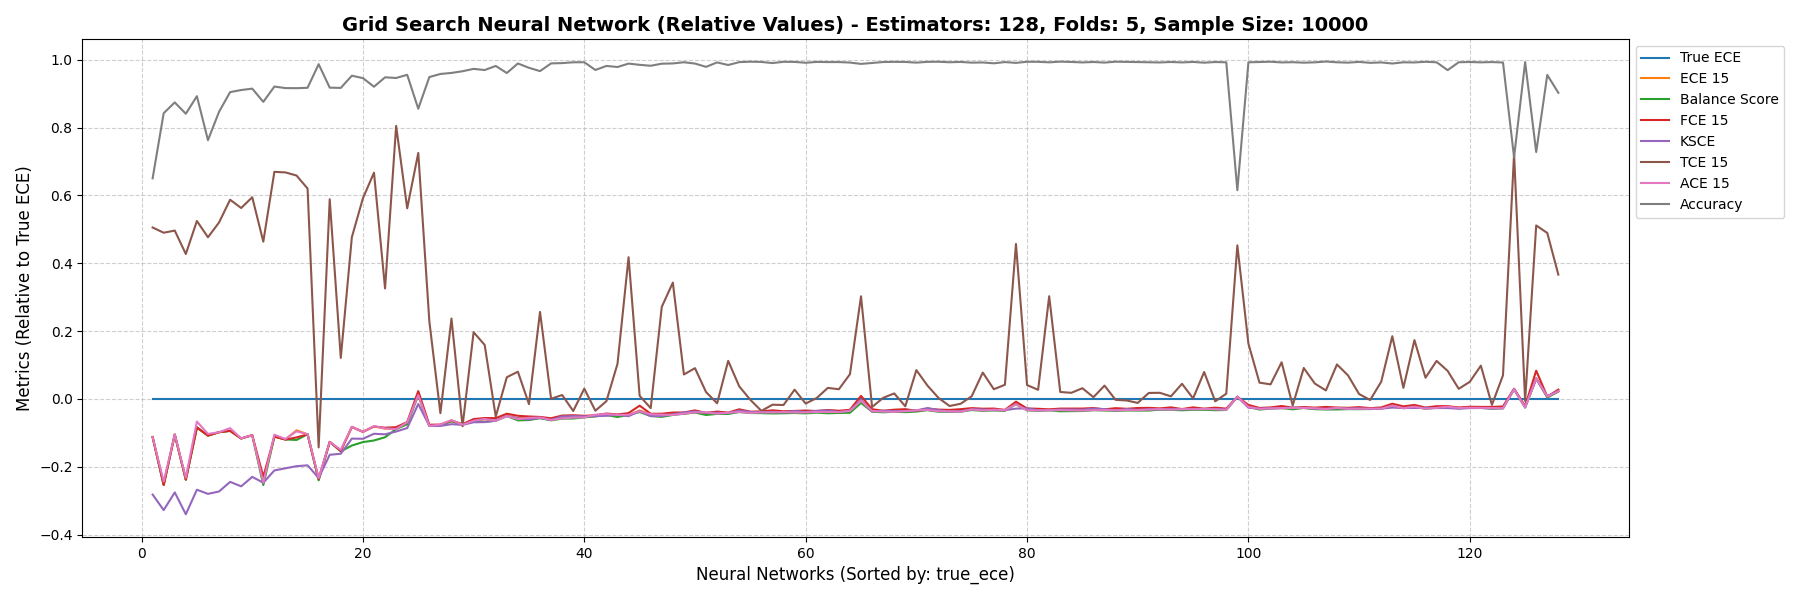 Grid Search Neural Network (Relative Values) - Estimators: 128, Folds: 5, Sample Size: 10000
Metrics (Relative to True ECE)
1.0
0.8
0.6
0.4
0.2
0.0
−0.2
−0.4
0
20
40
60
80
100
120
Neural Networks (Sorted by: true_ece)
True ECE
ECE 15
Balance Score
FCE 15
KSCE
TCE 15
ACE 15
Accuracy